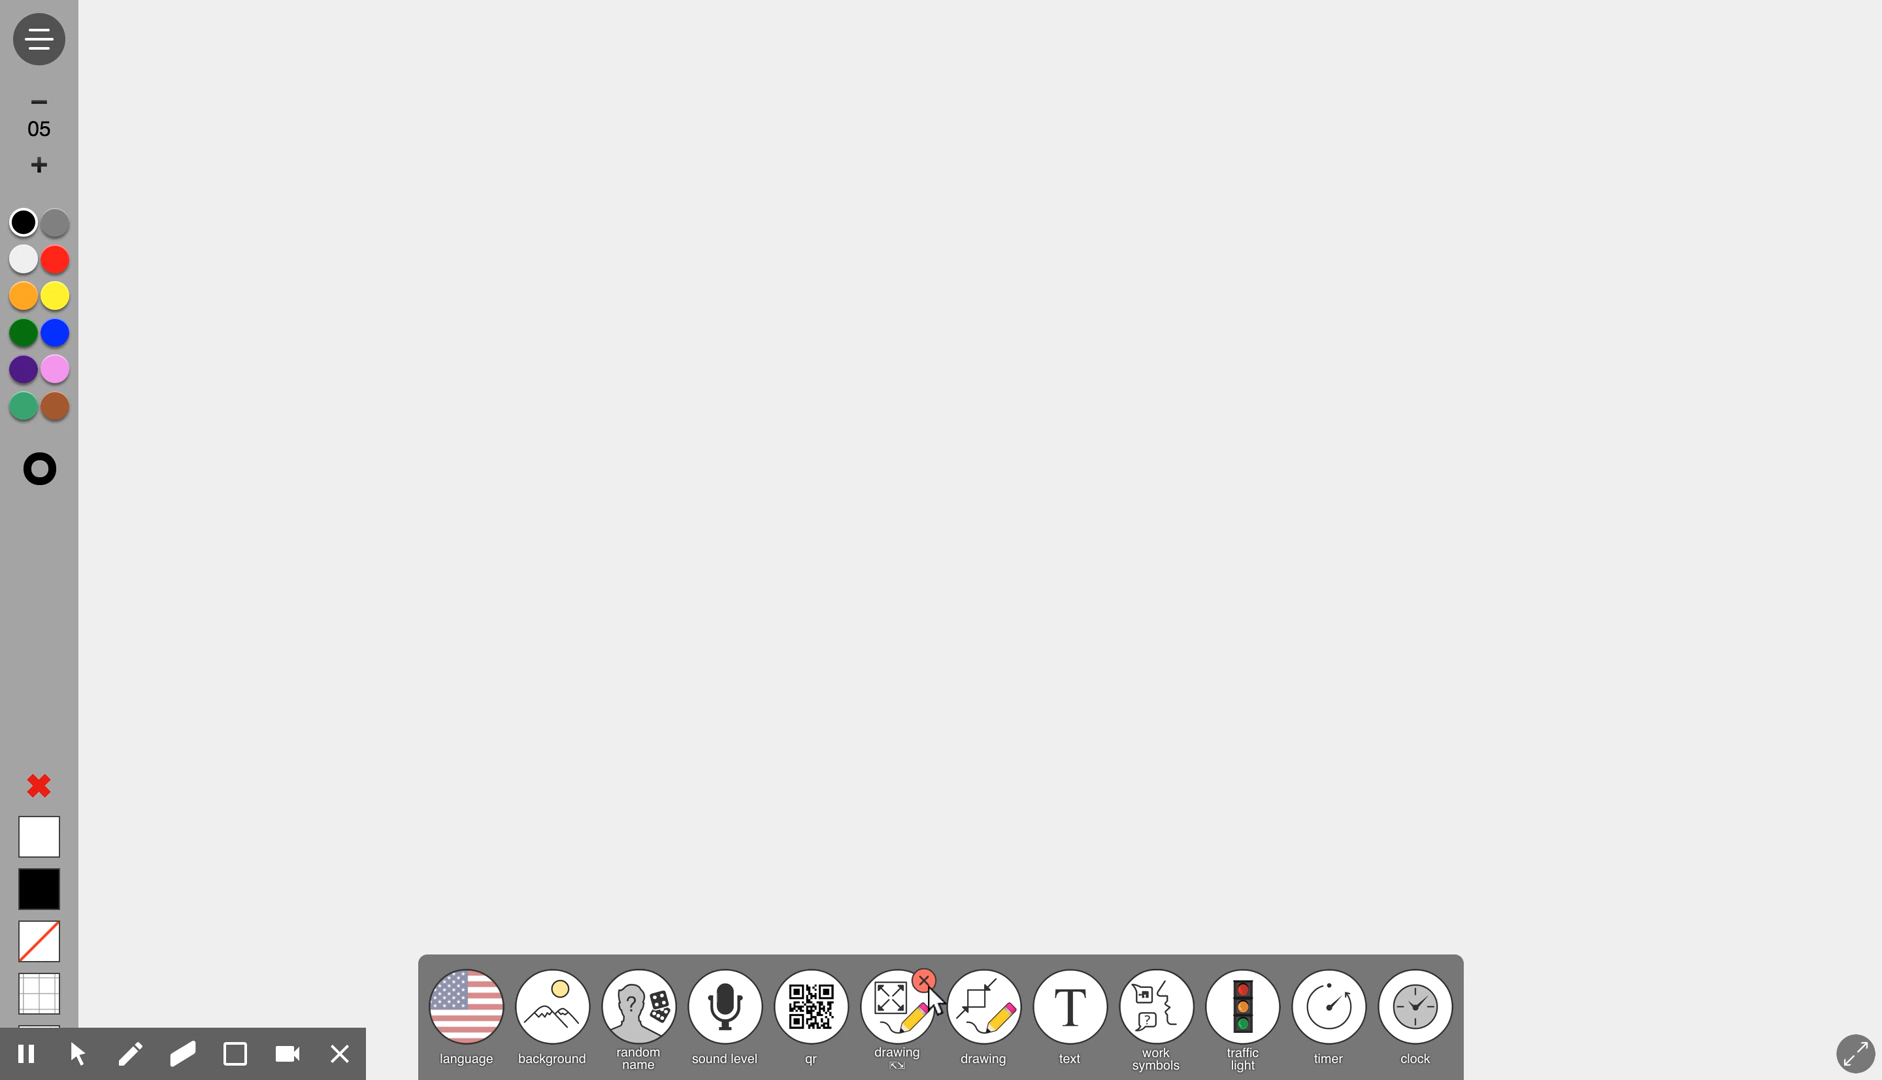 05
language
background
random
name
sound level
qr
drawing
drawing
T
text
work
symbols
traffic
light
timer
clock